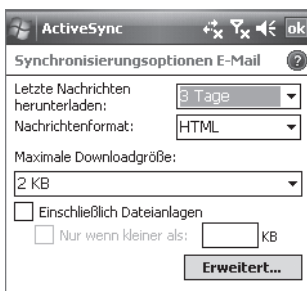 ActiveSync ok
Synchronisierungsoptionen E-Mail ?
Letzte Nachrichten
herunterladen: 3 Tage
Nachrichtenformat: HTML
Maximale Downloadgröße:
2 KB
Einschließlich Dateianlagen
Nur wenn kleiner als: KB
Erweitert...